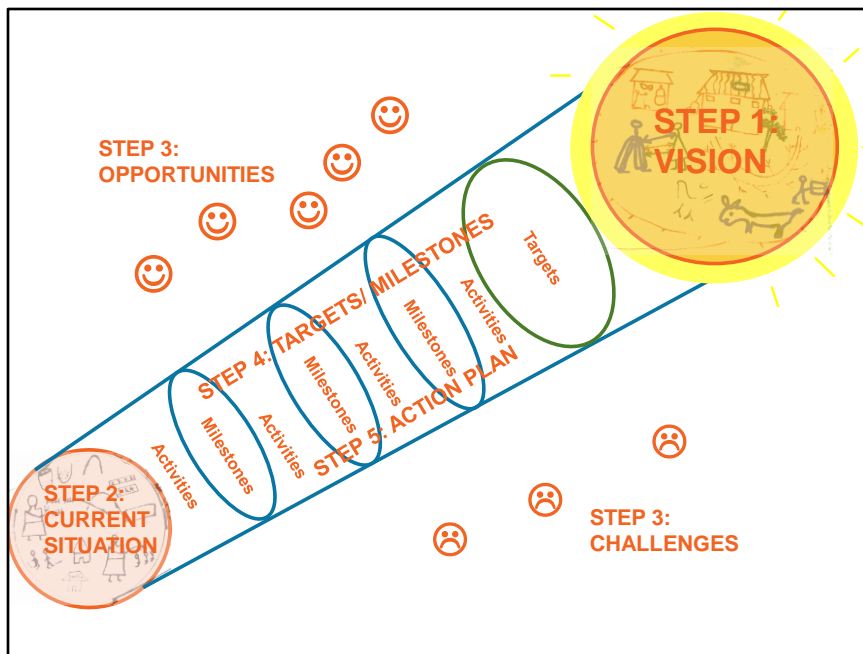 STEP 1:
VISION
STEP 3:
OPPORTUNITIES
STEP 4: TARGETS/ MILESTONES
Targets
Activities
Milestones
Activities
Milestones
Activities
Milestones
Activities
STEP 5: ACTION PLAN
STEP 2:
CURRENT
SITUATION
STEP 3:
CHALLENGES